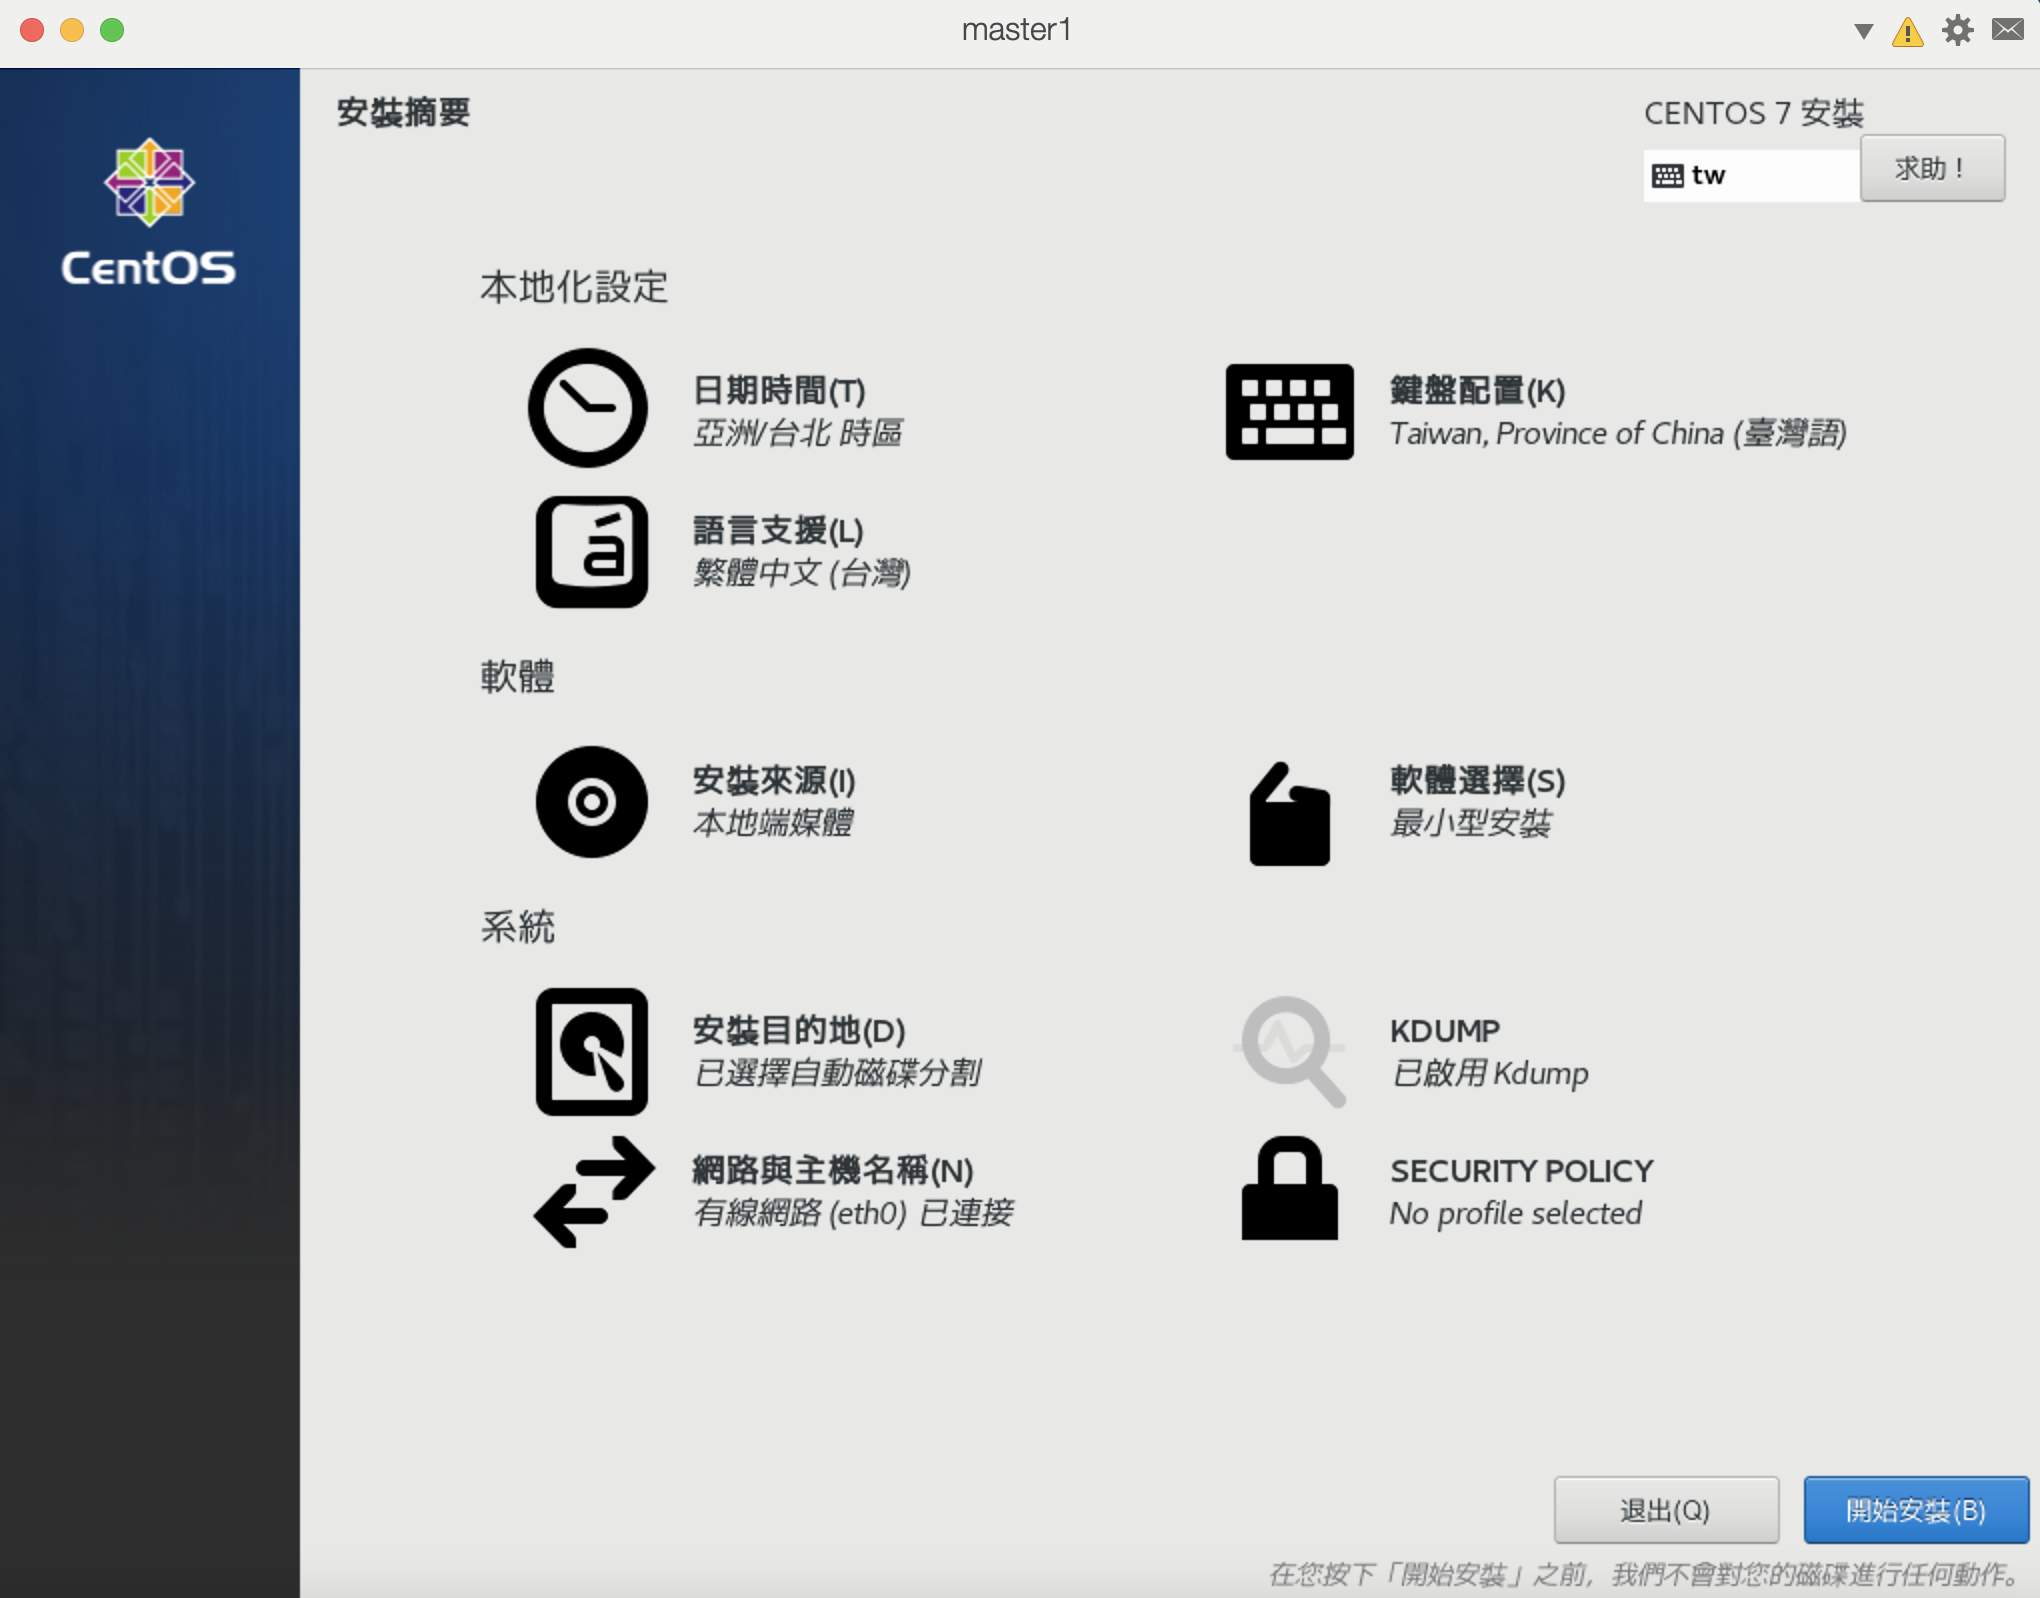 master1
CentOS
安裝摘要
CENTOS 7 安裝
tw
求助！
本地化設定
日期時間(T)
亞洲/台北 時區
鍵盤配置(K)
Taiwan, Province of China (臺灣語)
語言支援(L)
繁體中文 (台灣)
á
軟體
安裝來源(I)
本地端媒體
軟體選擇(S)
最小型安裝
系統
安裝目的地(D)
已選擇自動磁碟分割
KDUMP
已啟用 Kdump
網路與主機名稱(N)
有線網路 (eth0) 已連接
SECURITY POLICY
No profile selected
退出(Q)
開始安裝(B)
在您按下「開始安裝」之前，我們不會對您的磁碟進行任何動作。